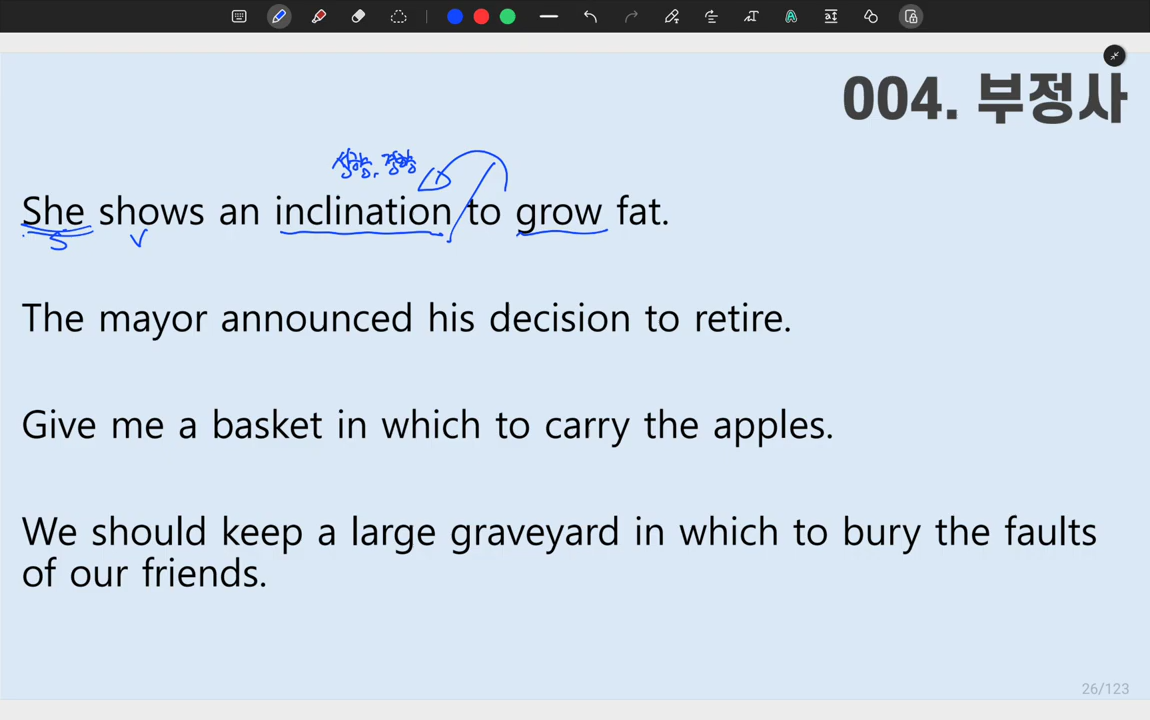 004. 부정사
성향, 경향
She shows an inclination to grow fat.
S V
The mayor announced his decision to retire.
Give me a basket in which to carry the apples.
We should keep a large graveyard in which to bury the faults
of our friends.
26/123